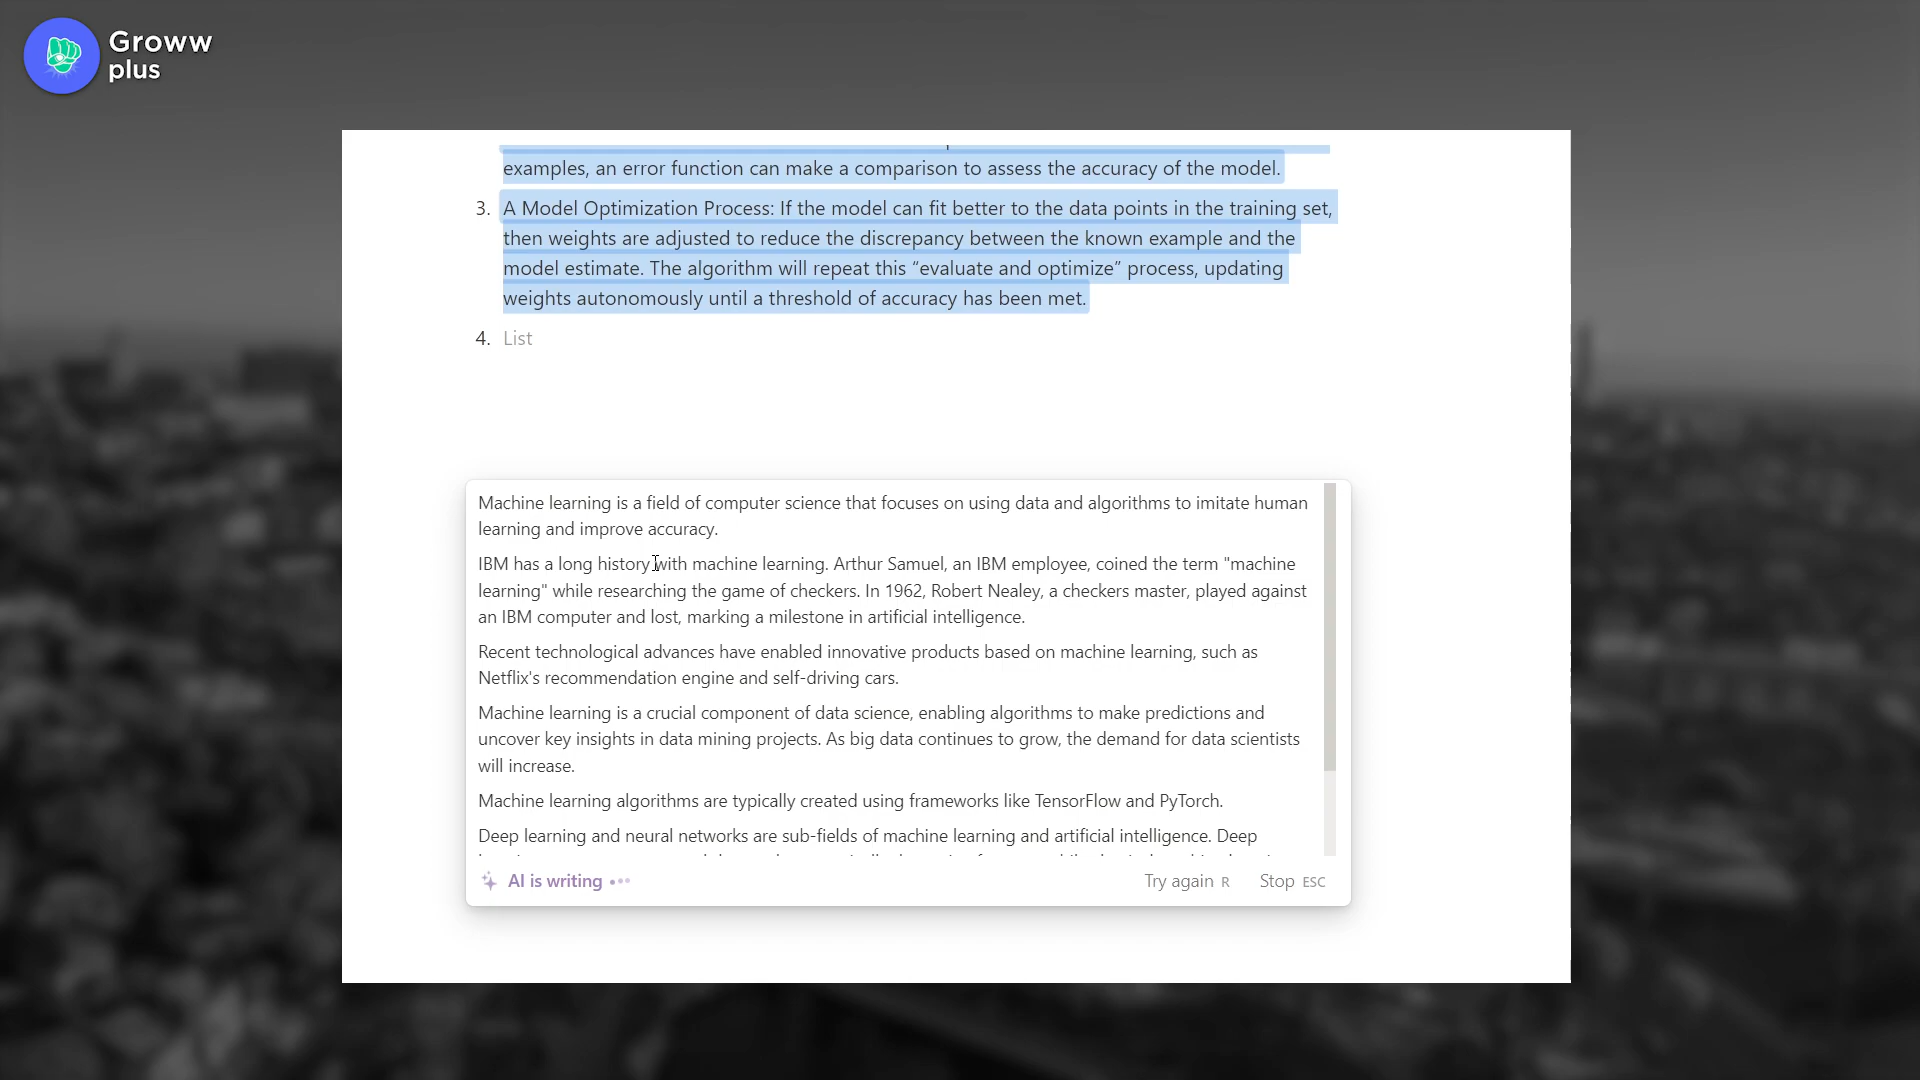 Groww
plus
examples, an error function can make a comparison to assess the accuracy of the model.
3. A Model Optimization Process: If the model can fit better to the data points in the training set,
then weights are adjusted to reduce the discrepancy between the known example and the
model estimate. The algorithm will repeat this “evaluate and optimize” process, updating
weights autonomously until a threshold of accuracy has been met.
4. List
Machine learning is a field of computer science that focuses on using data and algorithms to imitate human
learning and improve accuracy.
IBM has a long history with machine learning. Arthur Samuel, an IBM employee, coined the term "machine
learning" while researching the game of checkers. In 1962, Robert Nealey, a checkers master, played against
an IBM computer and lost, marking a milestone in artificial intelligence.
Recent technological advances have enabled innovative products based on machine learning, such as
Netflix's recommendation engine and self-driving cars.
Machine learning is a crucial component of data science, enabling algorithms to make predictions and
uncover key insights in data mining projects. As big data continues to grow, the demand for data scientists
will increase.
Machine learning algorithms are typically created using frameworks like TensorFlow and PyTorch.
Deep learning and neural networks are sub-fields of machine learning and artificial intelligence. Deep
AI is writing •••
Try again R Stop ESC